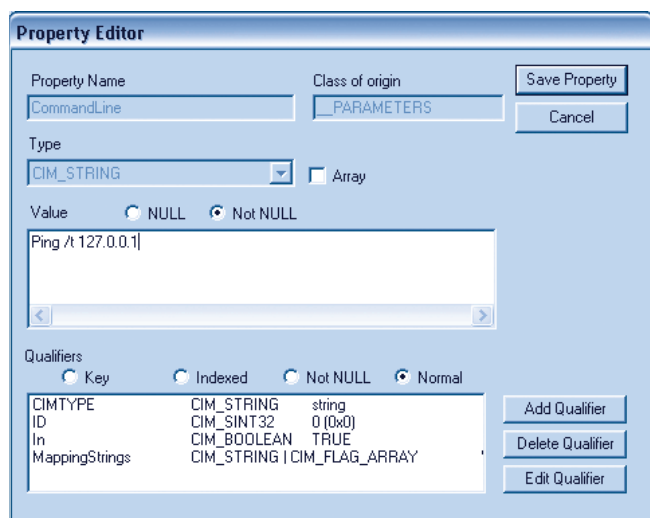 Property Editor
Property Name
Class of origin
Save Property
CommandLine
__PARAMETERS
Cancel
Type
CIM_STRING
Array
Value NULL Not NULL
Ping /t 127.0.0.1
Qualifiers
Key Indexed Not NULL Normal
CIMTYPE CIM_STRING string
ID CIM_SINT32 0 (0x0)
In CIM_BOOLEAN TRUE
MappingStrings CIM_STRING | CIM_FLAG_ARRAY
Add Qualifier
Delete Qualifier
Edit Qualifier